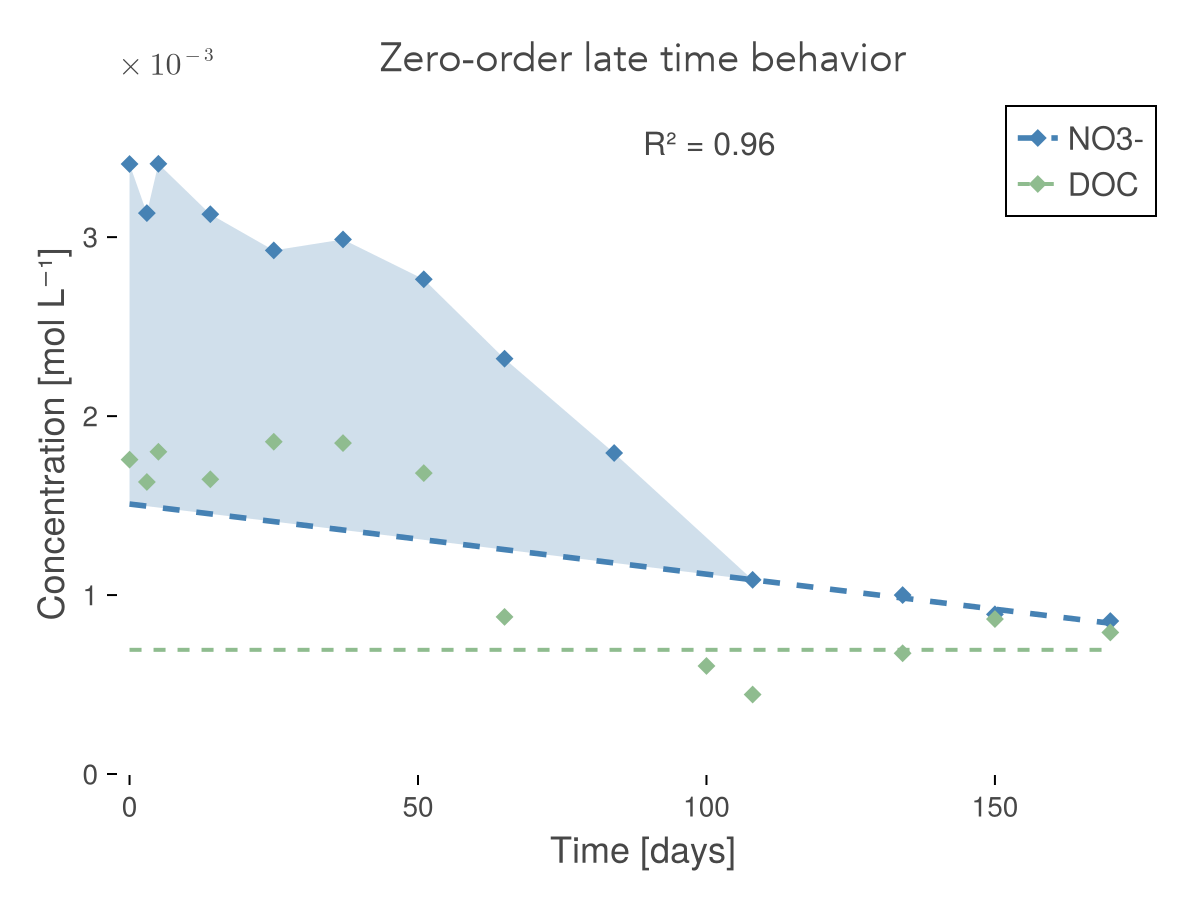 × 10⁻³
Zero-order late time behavior
R² = 0.96
NO3-
DOC
Concentration [mol L⁻¹]
3
2
1
0
0 50 100 150
Time [days]